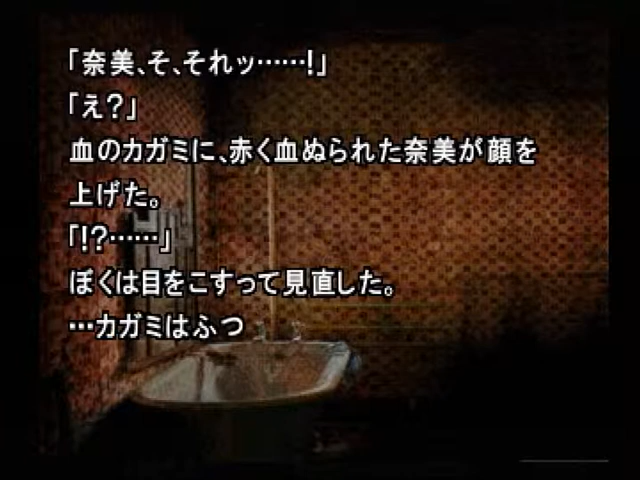 「奈美､そ､それッ……!」
「え?」
血のカガミに､赤く血ぬられた奈美が顔を
上げた。
「!?……」
ぼくは目をこすって見直した。
…カガミはふつ